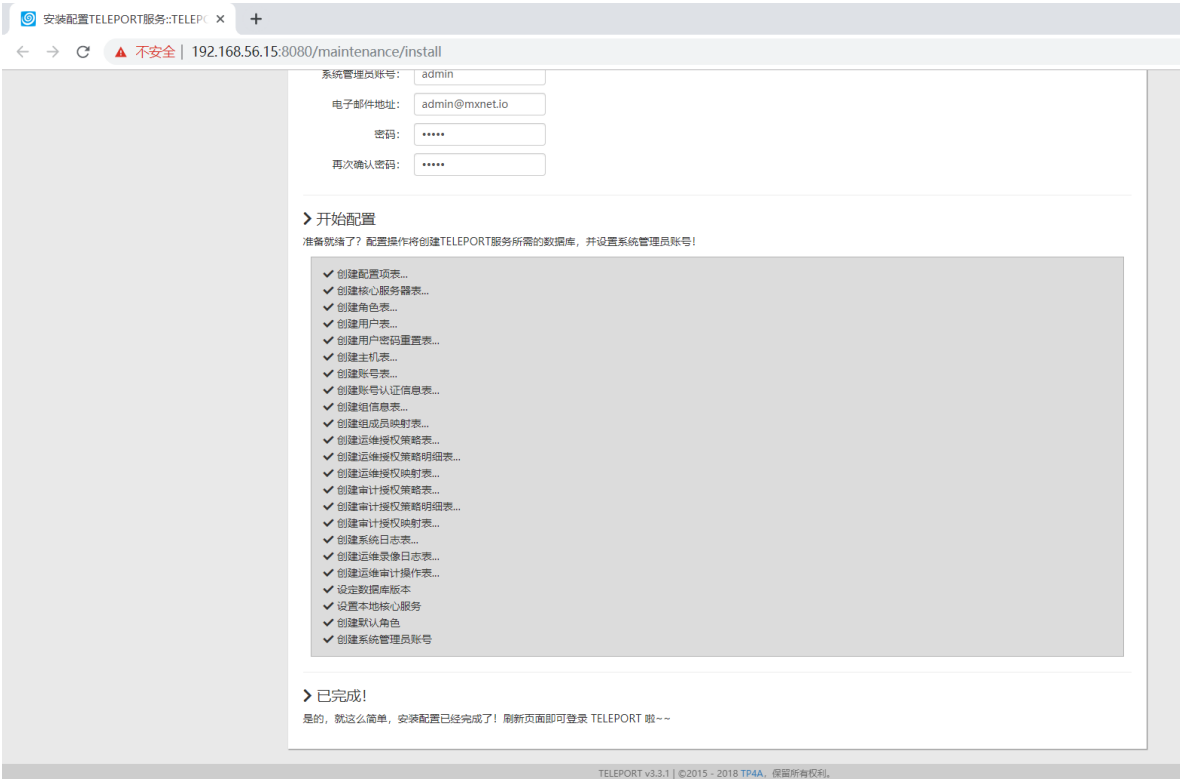 安装配置TELEPORT服务::TELEP
不安全 | 192.168.56.15:8080/maintenance/install
系统管理员账号： admin
电子邮件地址： admin@mxnet.io
密码： •••••
再次确认密码： •••••
开始配置
准备就绪了？配置操作将创建TELEPORT服务所需的数据库，并设置系统管理员账号！
创建配置项表...
创建核心服务器表...
创建角色表...
创建用户表...
创建用户密码重置表...
创建主机表...
创建账号表...
创建账号认证信息表...
创建组信息表...
创建组成员映射表...
创建运维授权策略表...
创建运维授权策略明细表...
创建运维授权映射表...
创建审计授权策略表...
创建审计授权策略明细表...
创建审计授权映射表...
创建系统日志表...
创建运维录像日志表...
创建运维审计操作表...
设定数据库版本
设置本地核心服务
创建默认角色
创建系统管理员账号
已完成！
是的，就这么简单，安装配置已经完成了！刷新页面即可登录 TELEPORT 啦~~
TELEPORT v3.3.1 | ©2015 - 2018 TP4A，保留所有权利。